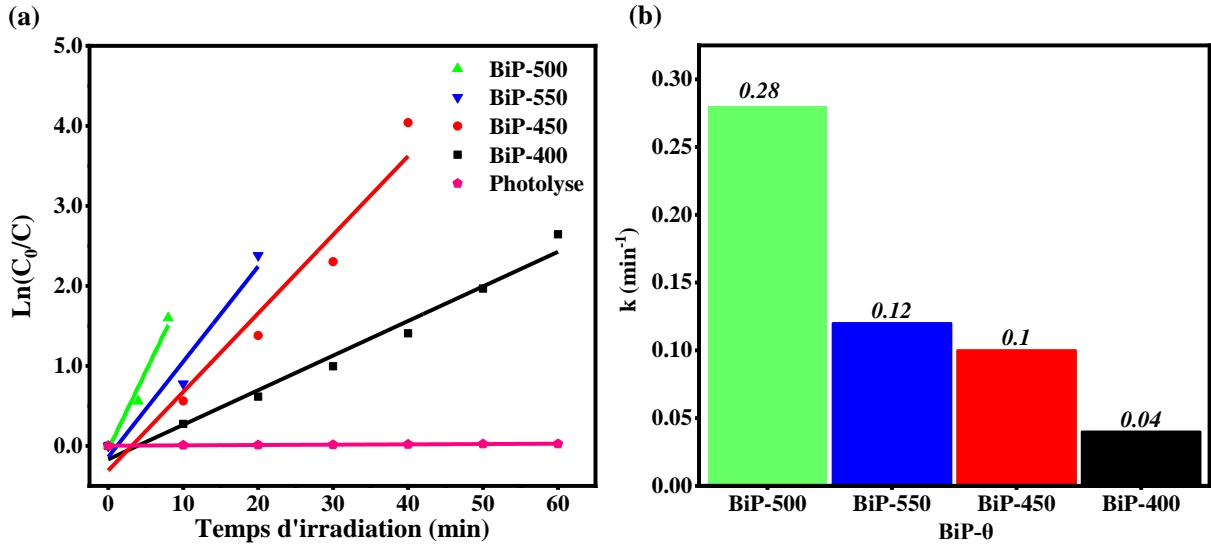 (a)
5.0
4.0
3.0
2.0
1.0
0.0
Ln(C₀/C)
BiP-500
BiP-550
BiP-450
BiP-400
Photolyse
0 10 20 30 40 50 60
Temps d'irradiation (min)
(b)
0.30
0.25
0.20
0.15
0.10
0.05
0.00
k (min⁻¹)
0.28
0.12
0.1
0.04
BiP-500 BiP-550 BiP-450 BiP-400
BiP-θ